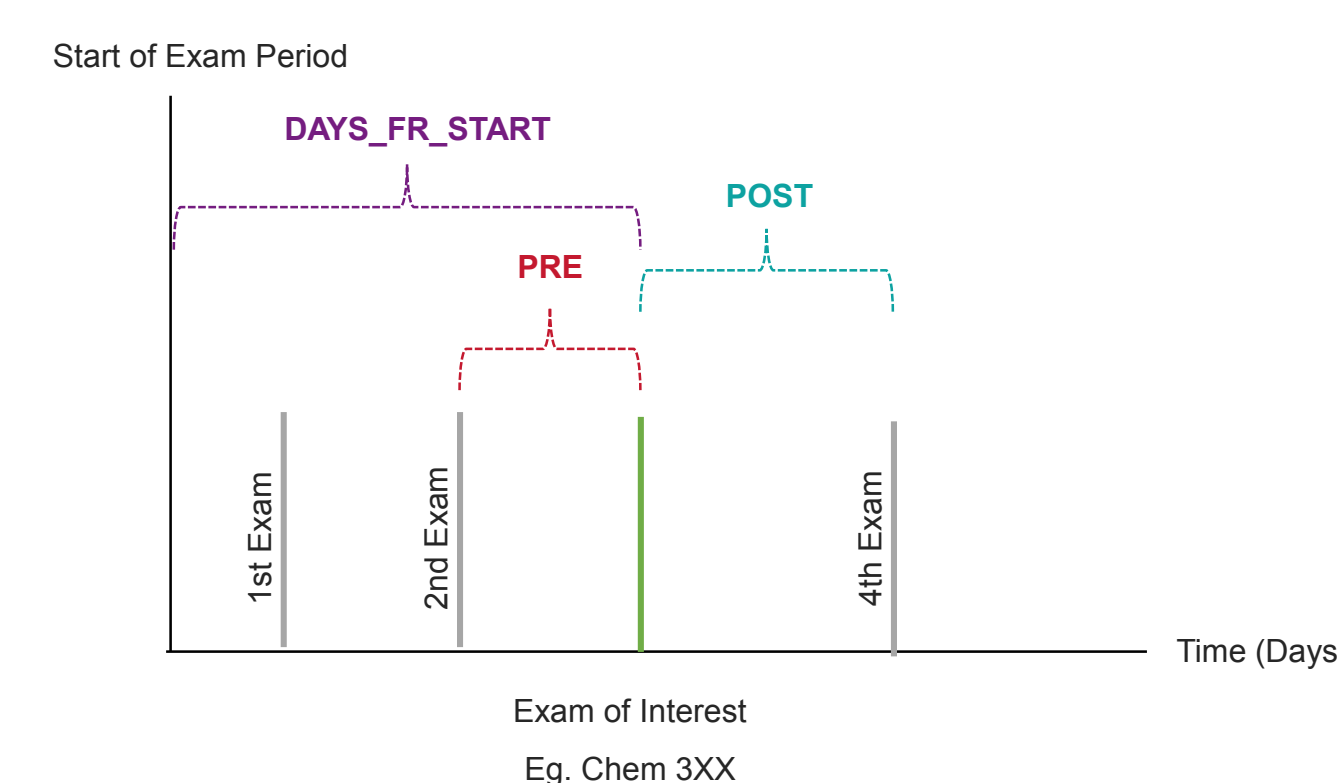 Start of Exam Period
DAYS_FR_START
POST
PRE
1st Exam
2nd Exam
4th Exam
Time (Days
Exam of Interest
Eg. Chem 3XX